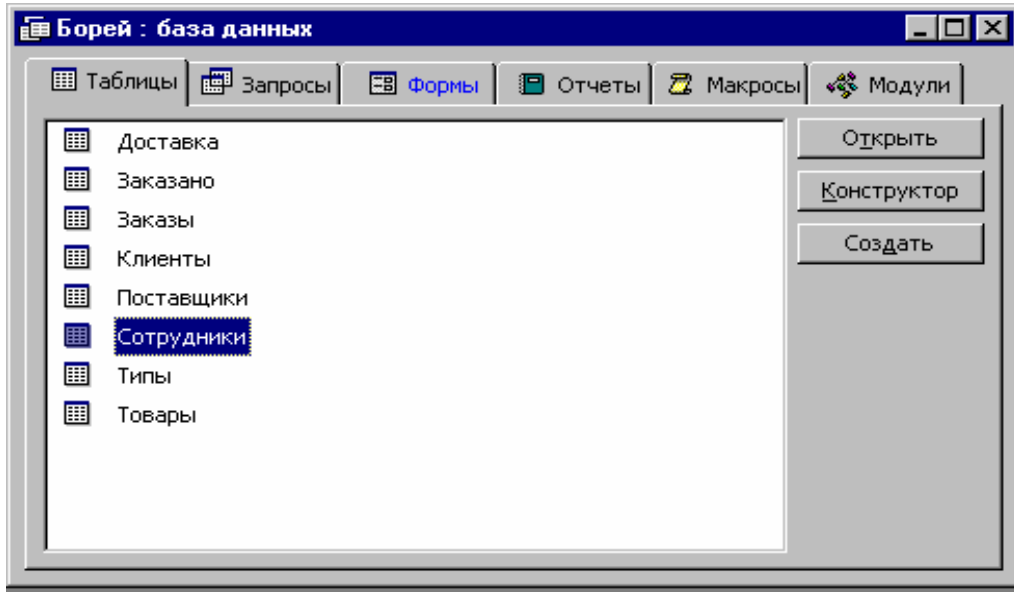 Борей : база данных
Таблицы Запросы Формы Отчеты Макросы Модули
Доставка
Заказано
Заказы
Клиенты
Поставщики
Сотрудники
Типы
Товары
Открыть
Конструктор
Создать